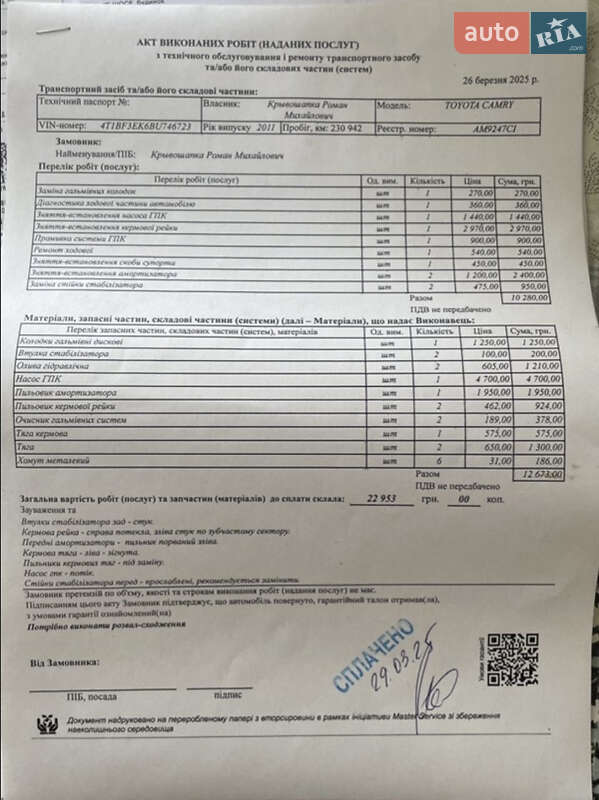 auto RIA.com
АКТ ВИКОНАНИХ РОБІТ (НАДАНИХ ПОСЛУГ)
з технічного обслуговування і ремонту транспортного засобу
та/або його складових частин (систем)
26 березня 2025 р.
Транспортний засіб та/або його складові частини:
Технічний паспорт №: Власник: Крывошапка Роман Михайлович Модель: TOYOTA CAMRY
VIN-номер: 4T1BF3EK6BU746723 Рік випуску 2011 Пробіг, км: 230 942 Реєстр. номер: AM9247CI
Замовник:
Найменування/ПІБ: Крывошапка Роман Михайлович
Перелік робіт (послуг):
Перелік робіт (послуг) Од. вим. Кількість Ціна Сума, грн.
Заміна гальмівних колодок шт 1 270,00 270,00
Діагностика ходової частини автомобілю шт 1 360,00 360,00
Зняття-встановлення насоса ГПК шт 1 1 440,00 1 440,00
Зняття-встановлення кермової рейки шт 1 2 970,00 2 970,00
Промивка системи ГПК шт 1 900,00 900,00
Ремонт ходової шт 1 540,00 540,00
Зняття-встановлення скоби супорта шт 1 450,00 450,00
Зняття-встановлення амортизатора шт 2 1 200,00 2 400,00
Заміна стійки стабілізатора шт 2 475,00 950,00
Разом 10 280,00
ПДВ не передбачено
Матеріали, запасні частин, складові частини (системи) (далі – Матеріали), що надає Виконавець:
Перелік запасних частин, складових частин (систем), матеріалів Од. вим. Кількість Ціна Сума, грн.
Колодки гальмівні дискові шт 1 1 250,00 1 250,00
Втулка стабілізатора шт 2 100,00 200,00
Олива гідравлічна шт 2 605,00 1 210,00
Насос ГПК шт 1 4 700,00 4 700,00
Пильовик амортизатора шт 1 1 950,00 1 950,00
Пильовик кермової рейки шт 2 462,00 924,00
Очисник гальмівних систем шт 2 189,00 378,00
Тяга кермова шт 1 575,00 575,00
Тяга шт 2 650,00 1 300,00
Хомут металевий шт 6 31,00 186,00
Разом 12 673,00
ПДВ не передбачено
Загальна вартість робіт (послуг) та запчастин (матеріалів) до сплати склала: 22 953 грн. 00 коп.
Зауваження та
Втулки стабілізатора зад - стук.
Кермова рейка - права потекла, зліва стук по зубчастому сектору.
Передні амортизатори - пильник порваний зліва.
Кермова тяга - ліва - зігнута.
Пильники кермових тяг - під заміну.
Насос гпк - потік.
Стійки стабілізатора перед - прослаблені, рекомендується замінити.
Замовник претензій по об'єму, якості та строкам виконання робіт (надання послуг) не має.
Підписанням цього акту Замовник підтверджує, що автомобіль повернуто, гарантійний талон отримав(ла),
з умовами гарантії ознайомлений(на)
Потрібно виконати розвал-сходження
СПЛАЧЕНО
29.03.25
Умови гарантії
Від Замовника:
ПІБ, посада підпис
Документ надруковано на переробленому папері з вторсировини в рамках ініціативи Master Service зі збереження
навколишнього середовища